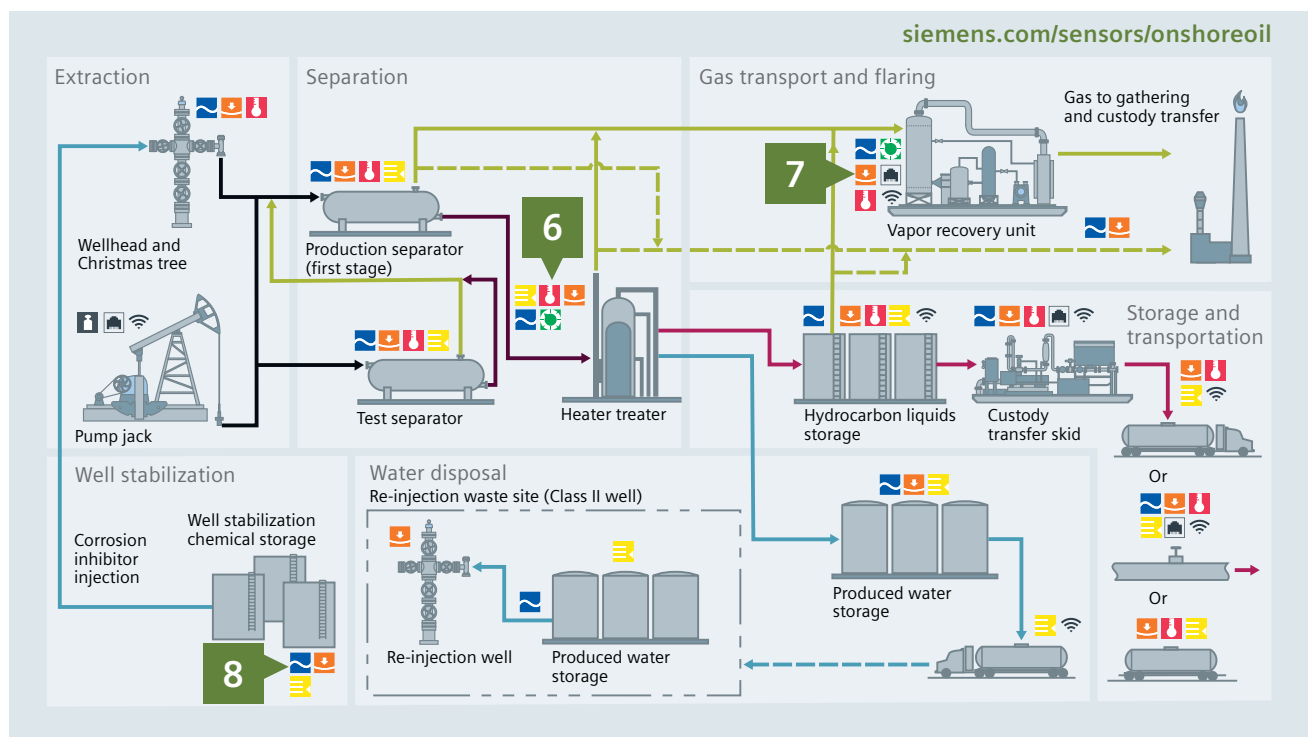 siemens.com/sensors/onshoreoil
Extraction
Separation
Gas transport and flaring
Gas to gathering
and custody transfer
7
Vapor recovery unit
Wellhead and
Christmas tree
Production separator
(first stage)
6
Pump jack
Test separator
Heater treater
Hydrocarbon liquids
storage
Custody
transfer skid
Storage and
transportation
Or
Or
Well stabilization
Well stabilization
chemical storage
Corrosion
inhibitor
injection
8
Water disposal
Re-injection waste site (Class II well)
Re-injection well
Produced water
storage
Produced water
storage